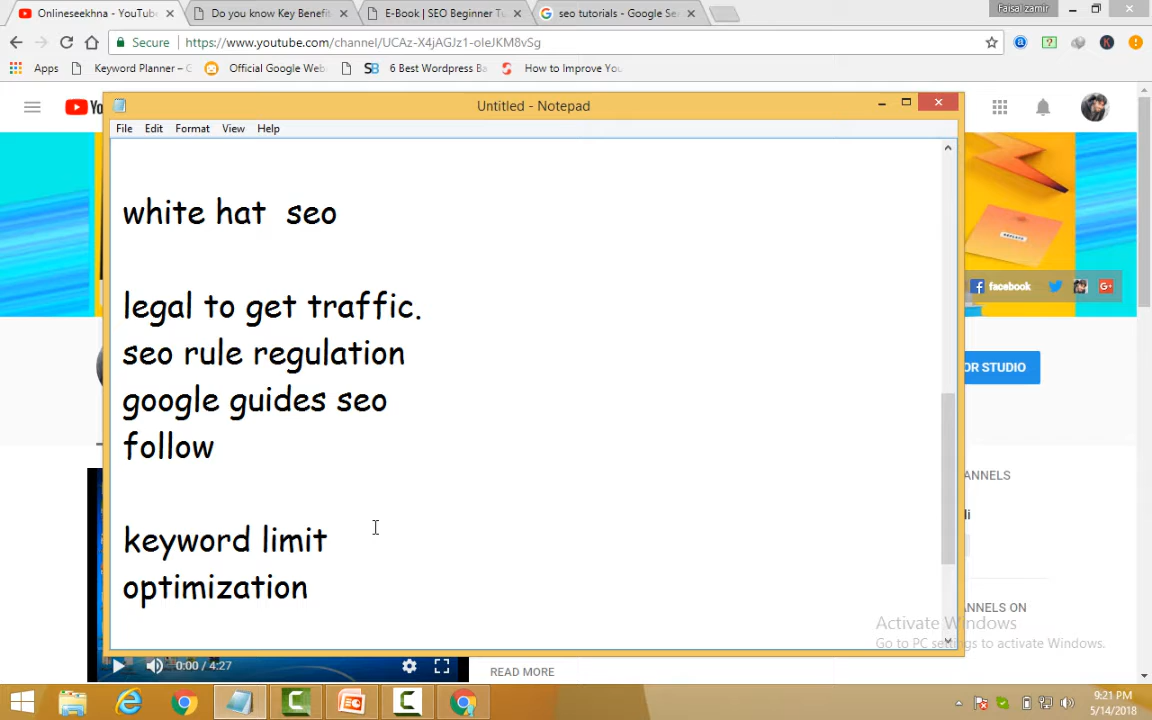 Onlineseekhna - YouTub
Do you know Key Benefit
E-Book | SEO Beginner Tu
seo tutorials - Google Se
Faisal zamir
Secure
https://www.youtube.com/channel/UCAz-X4jAGJz1-oleJKM8vSg
Apps
Keyword Planner – G
Official Google Web
6 Best Wordpress Ba
How to Improve You
Untitled - Notepad
File Edit Format View Help
white hat seo
legal to get traffic.
seo rule regulation
google guides seo
follow
keyword limit
optimization
facebook
OR STUDIO
ANNELS
di
ANNELS ON
Activate Windows
Go to PC settings to activate Windows.
0:00 / 4:27
READ MORE
9:21 PM
5/14/2018